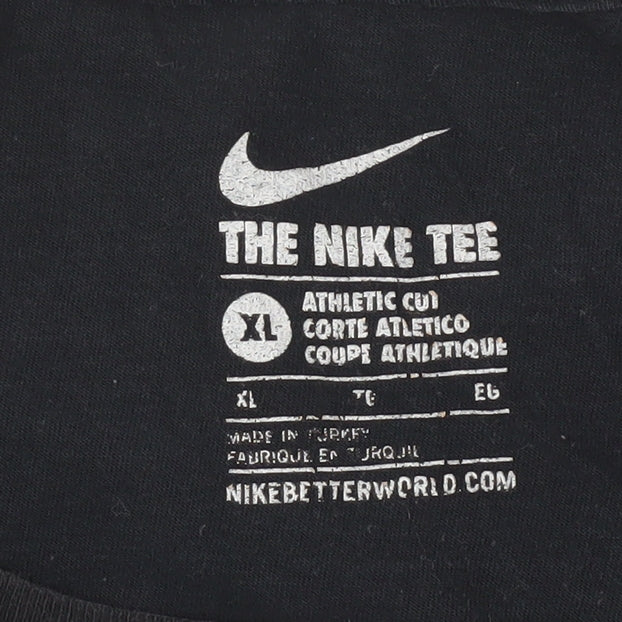 THE NIKE TEE
XL
ATHLETIC CUT
CORTE ATLETICO
COUPE ATHLETIQUE
XL TG EG
MADE IN TURKEY
FABRIQUE EN TURQUIE
NIKEBETTERWORLD.COM